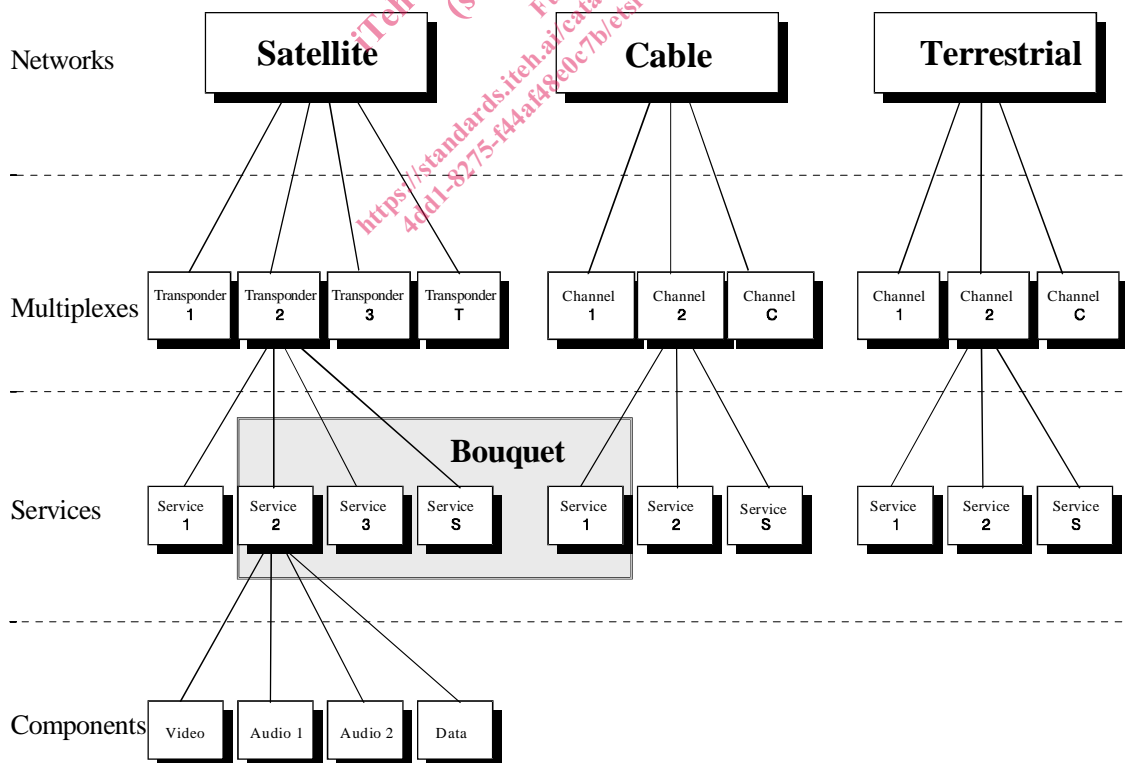 Networks
Satellite
Cable
Terrestrial
iTeh
(s
https://standards.iteh.ai/cata
4dd1-8275-f44af48e0c7b/etsi
Multiplexes
Transponder
1
Transponder
2
Transponder
3
Transponder
T
Channel
1
Channel
2
Channel
C
Channel
1
Channel
2
Channel
C
Bouquet
Services
Service
1
Service
2
Service
3
Service
S
Service
1
Service
2
Service
S
Service
1
Service
2
Service
S
Components
Video
Audio 1
Audio 2
Data